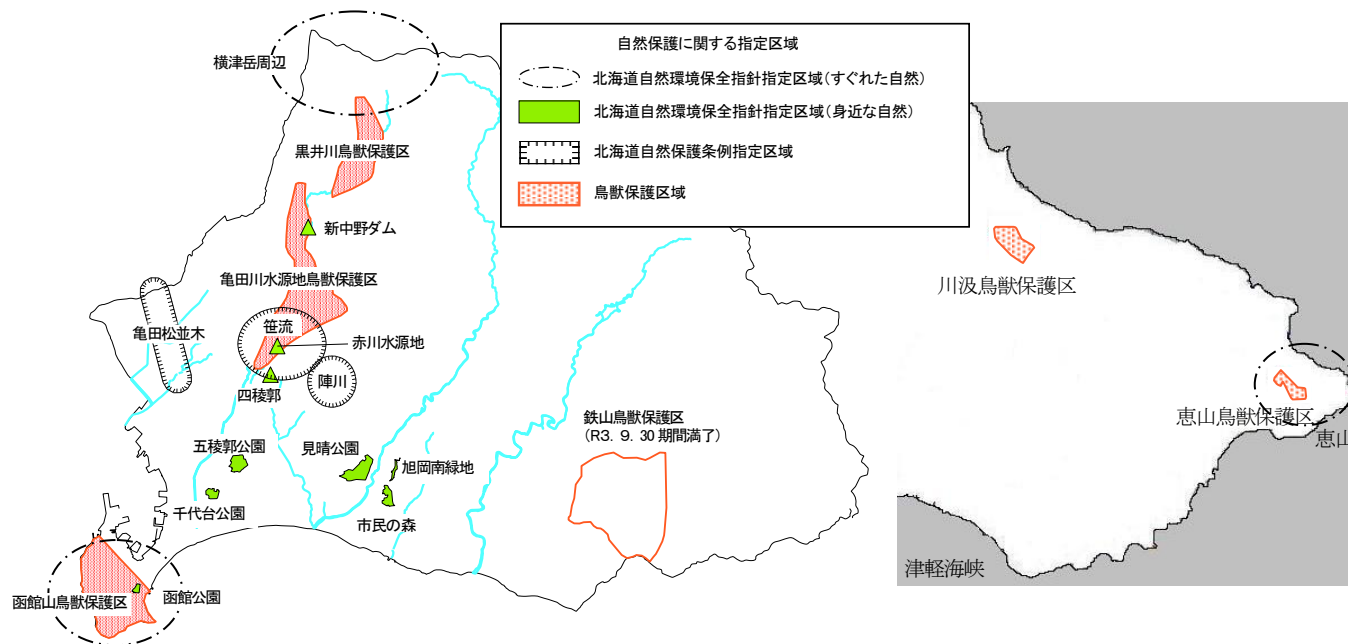 自然保護に関する指定区域
北海道自然環境保全指針指定区域(すぐれた自然)
北海道自然環境保全指針指定区域(身近な自然)
北海道自然保護条例指定区域
鳥獣保護区域
横津岳周辺
黒井川鳥獣保護区
新中野ダム
亀田川水源地鳥獣保護区
亀田松並木
笹流
赤川水源地
陣川
四稜郭
五稜郭公園
見晴公園
旭岡南緑地
千代台公園
市民の森
鉄山鳥獣保護区
(R3. 9. 30 期間満了)
函館山鳥獣保護区
函館公園
川汲鳥獣保護区
恵山鳥獣保護区
恵山
津軽海峡